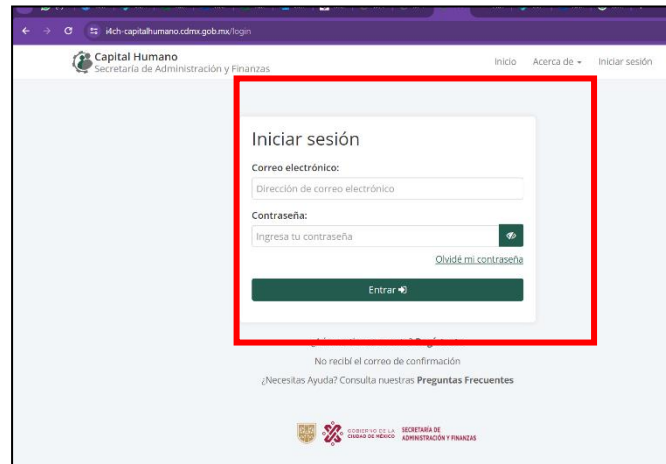 i4ch-capitalhumano.cdmx.gob.mx/login
Capital Humano
Secretaría de Administración y Finanzas
Inicio Acerca de Iniciar sesión
Iniciar sesión
Correo electrónico:
Dirección de correo electrónico
Contraseña:
Ingresa tu contraseña
Olvidé mi contraseña
Entrar
No recibí el correo de confirmación
¿Necesitas Ayuda? Consulta nuestras Preguntas Frecuentes
GOBIERNO DE LA
CIUDAD DE MÉXICO
SECRETARÍA DE
ADMINISTRACIÓN Y FINANZAS